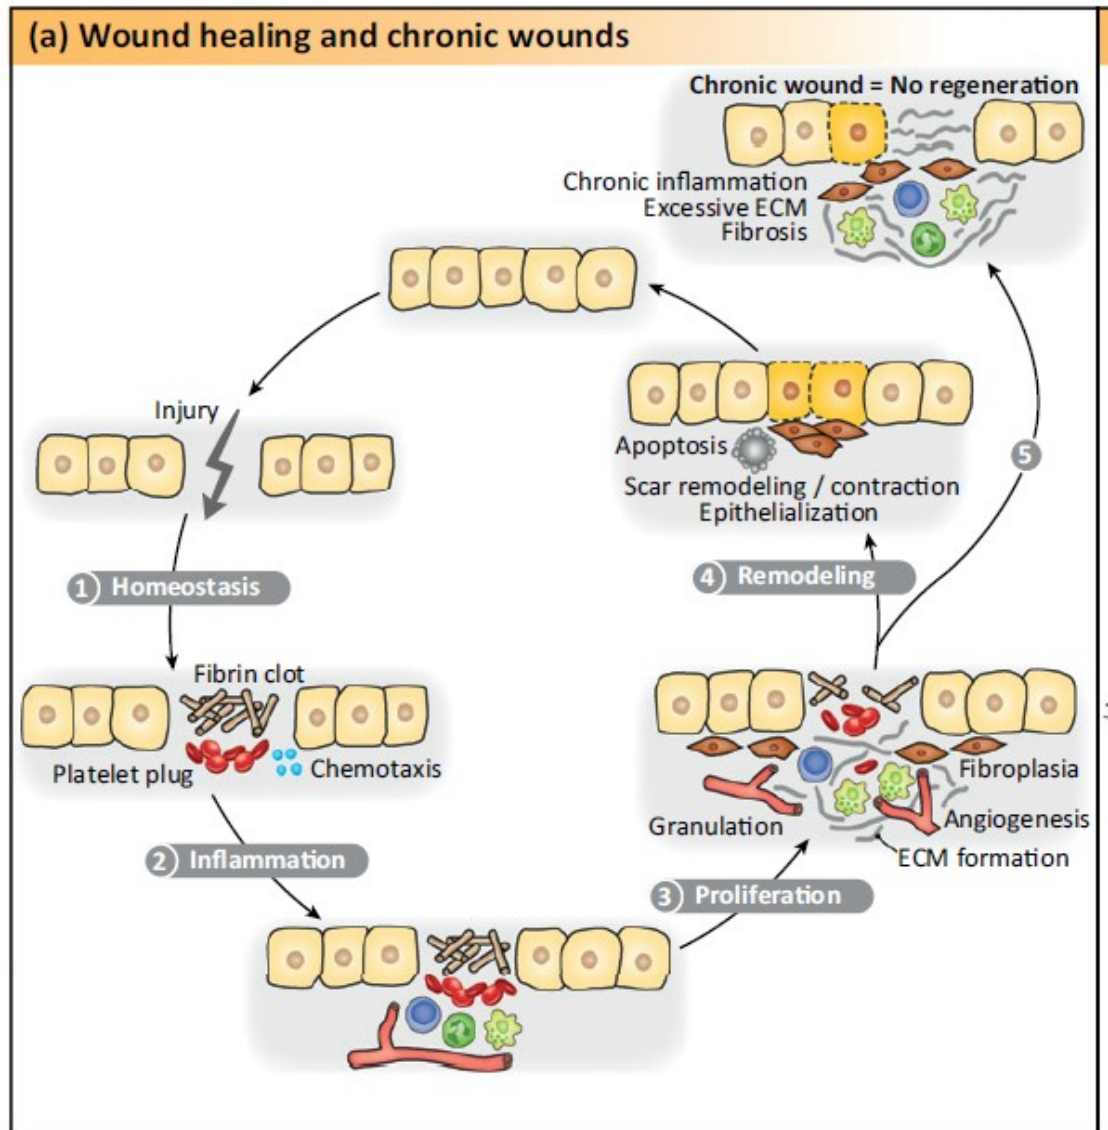 (a) Wound healing and chronic wounds
Chronic wound = No regeneration
Chronic inflammation
Excessive ECM
Fibrosis
Injury
1 Homeostasis
Fibrin clot
Platelet plug
Chemotaxis
2 Inflammation
3 Proliferation
Fibroplasia
Granulation
Angiogenesis
ECM formation
4 Remodeling
Apoptosis
Scar remodeling / contraction
Epithelialization
5